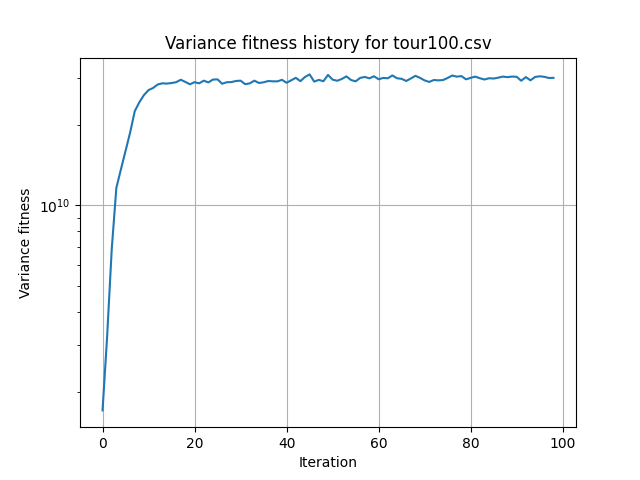 Variance fitness history for tour100.csv
Variance fitness
10^10
0 20 40 60 80 100
Iteration